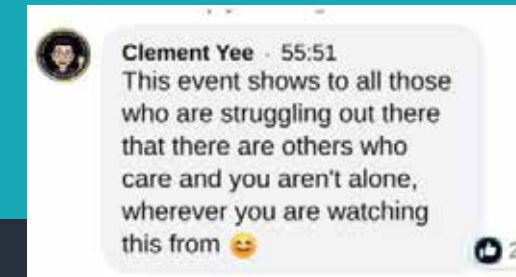 Clement Yee · 55:51
This event shows to all those
who are struggling out there
that there are others who
care and you aren't alone,
wherever you are watching
this from 😊
2